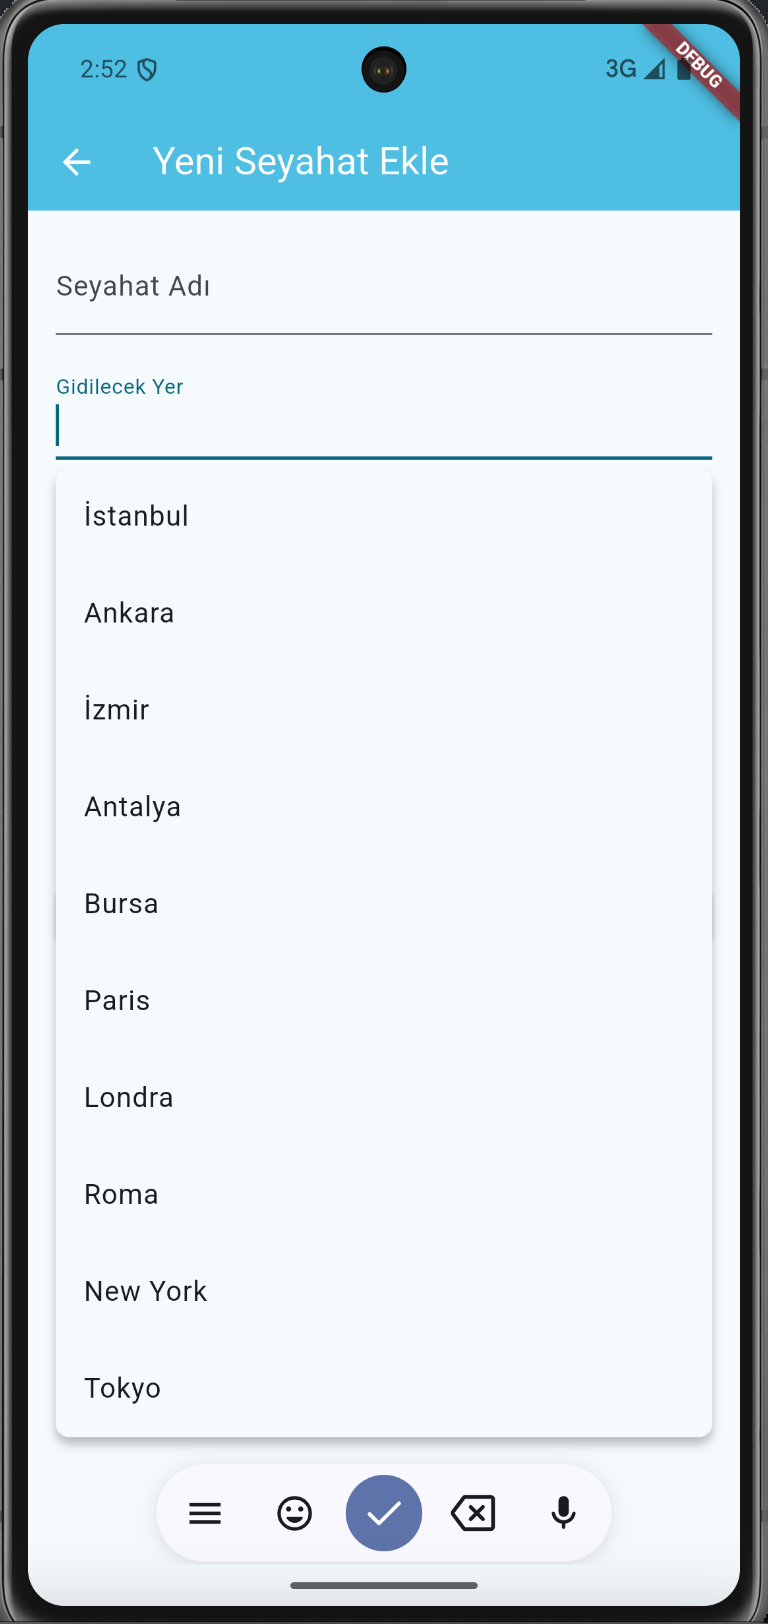 2:52
3G
DEBUG
Yeni Seyahat Ekle
Seyahat Adı
Gidilecek Yer
İstanbul
Ankara
İzmir
Antalya
Bursa
Paris
Londra
Roma
New York
Tokyo